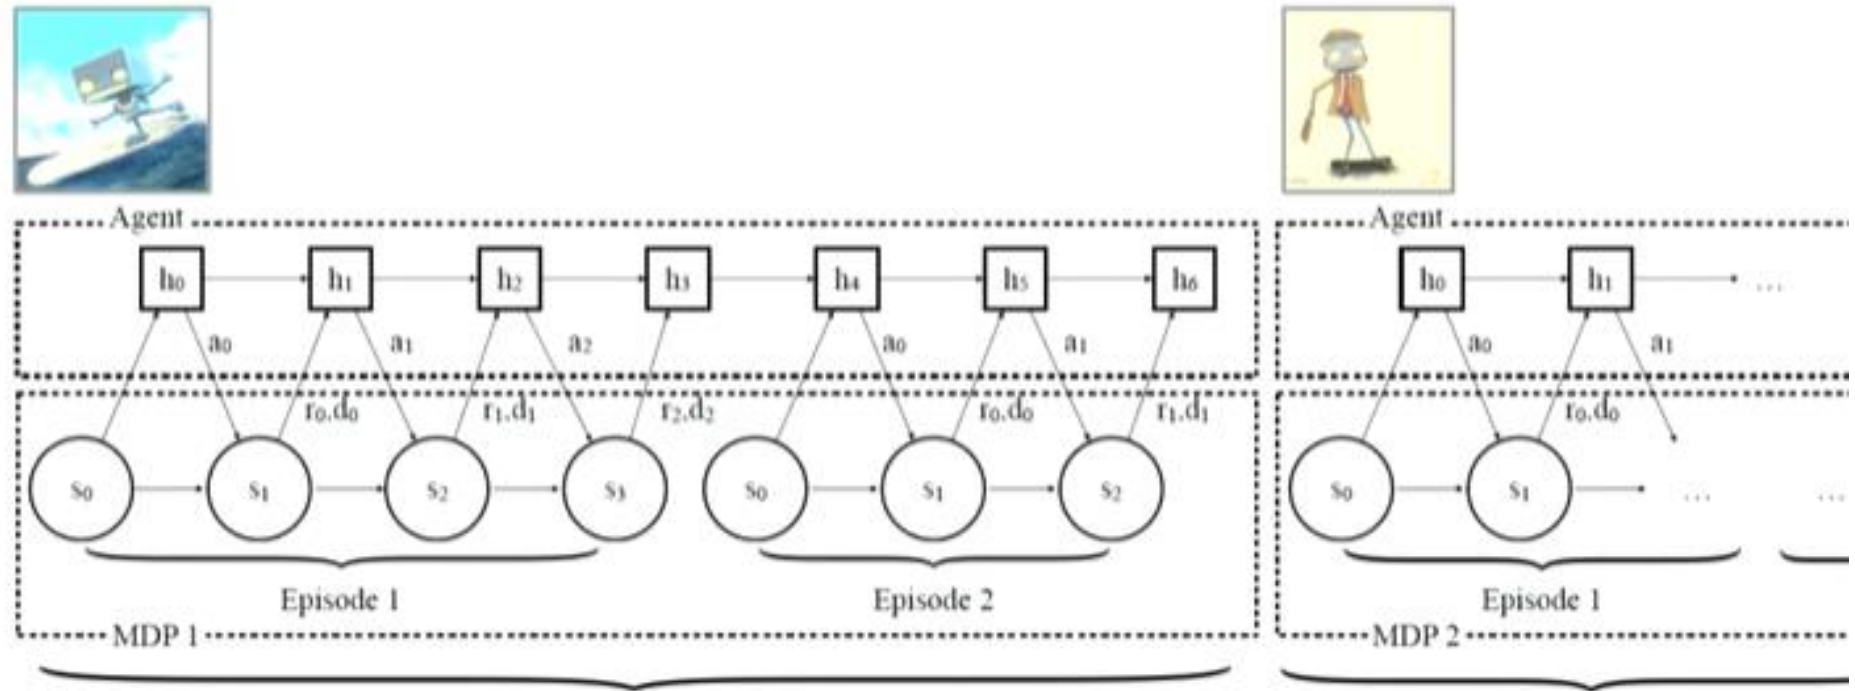 Agent Agent
h₀ h₁ h₂ h₃ h₄ h₅ h₆ h₀ h₁ ...
a₀ a₁ a₂ a₀ a₁ a₀ a₁
r₀,d₀ r₁,d₁ r₂,d₂ r₀,d₀ r₁,d₁ r₀,d₀
s₀ s₁ s₂ s₃ s₀ s₁ s₂ s₀ s₁ ... ...
Episode 1 Episode 2 Episode 1
MDP 1 MDP 2